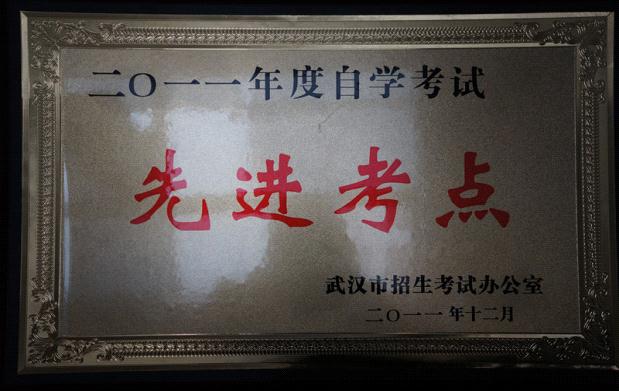 二〇一一年度自学考试
先进考点
武汉市招生考试办公室
二〇一一年十二月